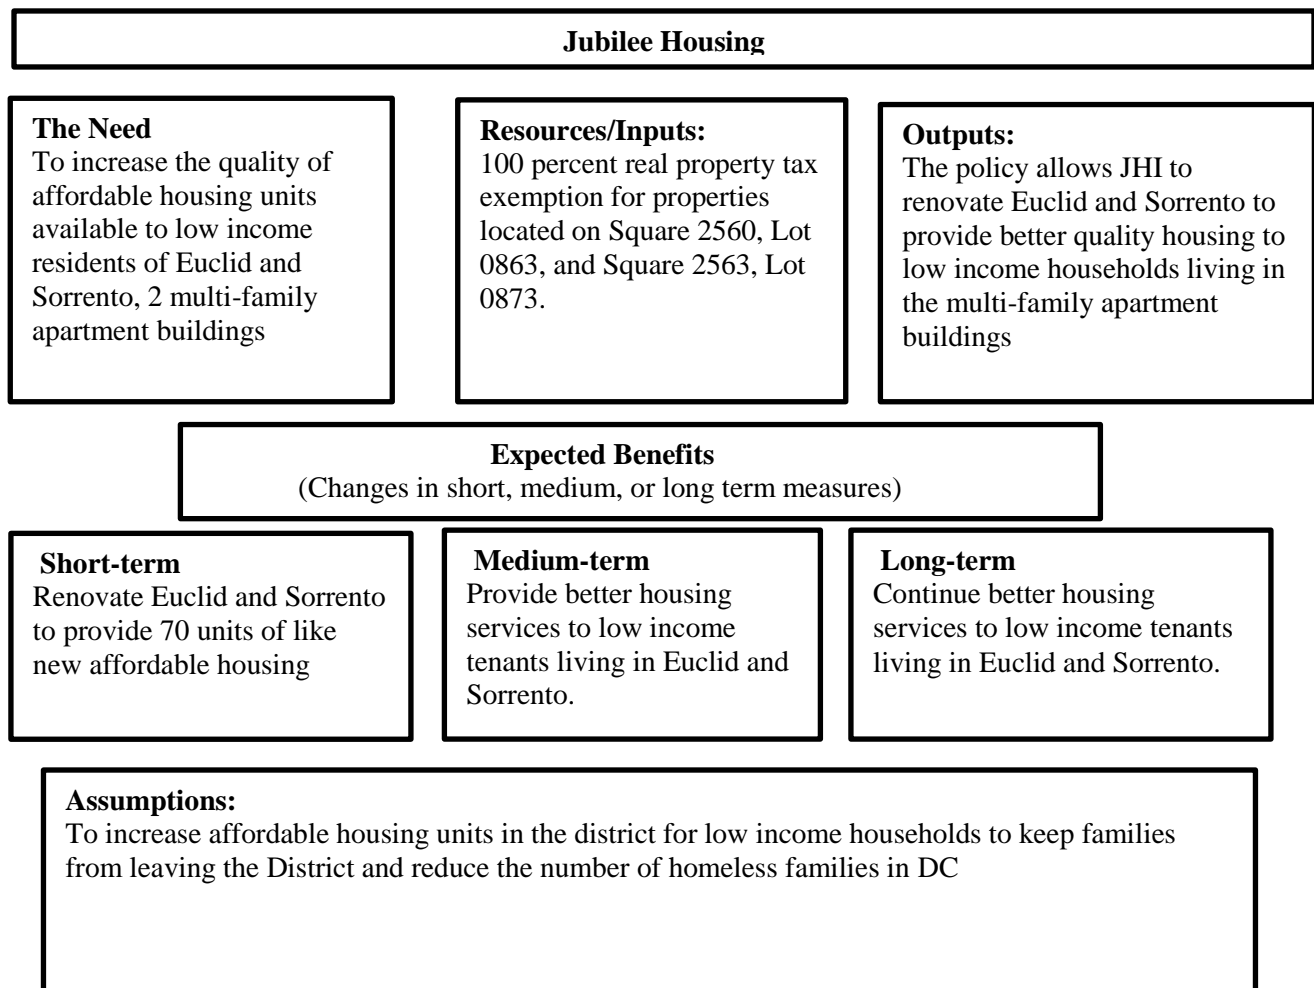 Jubilee Housing
The Need
To increase the quality of
affordable housing units
available to low income
residents of Euclid and
Sorrento, 2 multi-family
apartment buildings
Resources/Inputs:
100 percent real property tax
exemption for properties
located on Square 2560, Lot
0863, and Square 2563, Lot
0873.
Outputs:
The policy allows JHI to
renovate Euclid and Sorrento to
provide better quality housing to
low income households living in
the multi-family apartment
buildings
Expected Benefits
(Changes in short, medium, or long term measures)
Short-term
Renovate Euclid and Sorrento
to provide 70 units of like
new affordable housing
Medium-term
Provide better housing
services to low income
tenants living in Euclid and
Sorrento.
Long-term
Continue better housing
services to low income tenants
living in Euclid and Sorrento.
Assumptions:
To increase affordable housing units in the district for low income households to keep families
from leaving the District and reduce the number of homeless families in DC